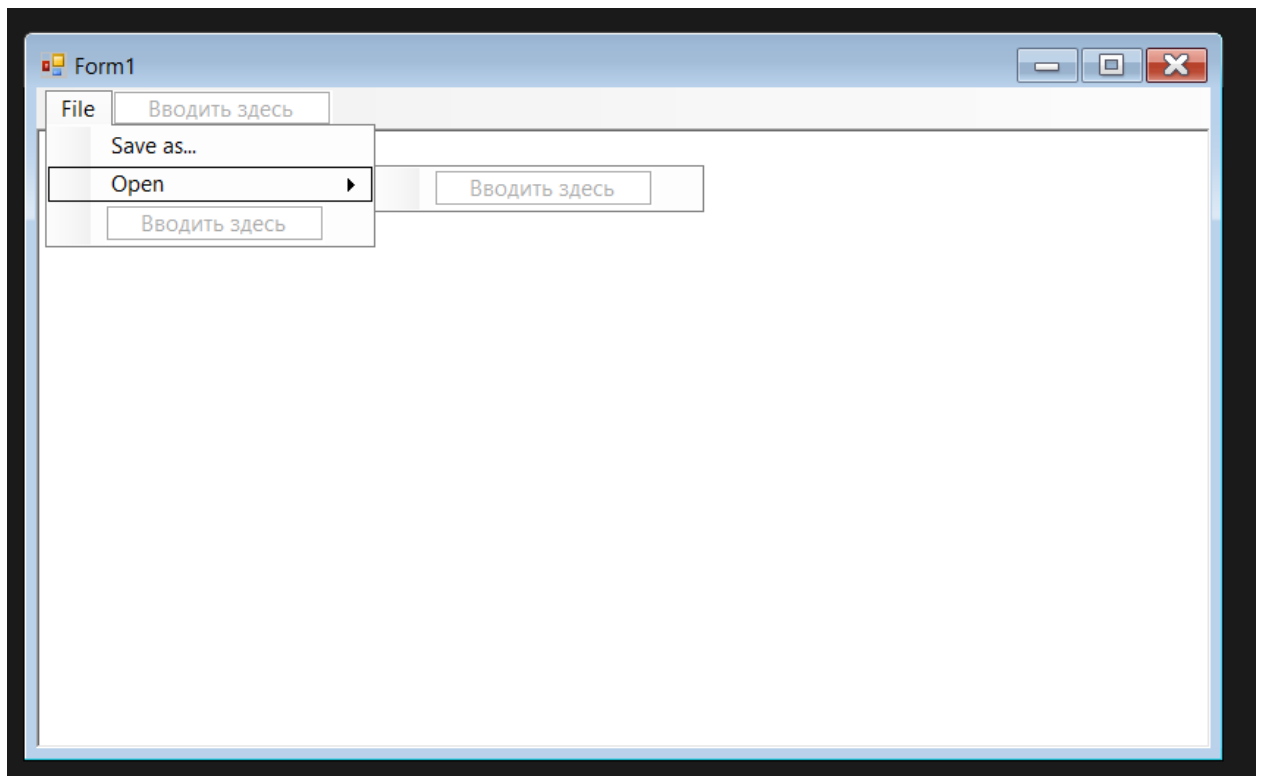 Form1
File Вводить здесь
Save as...
Open Вводить здесь
Вводить здесь